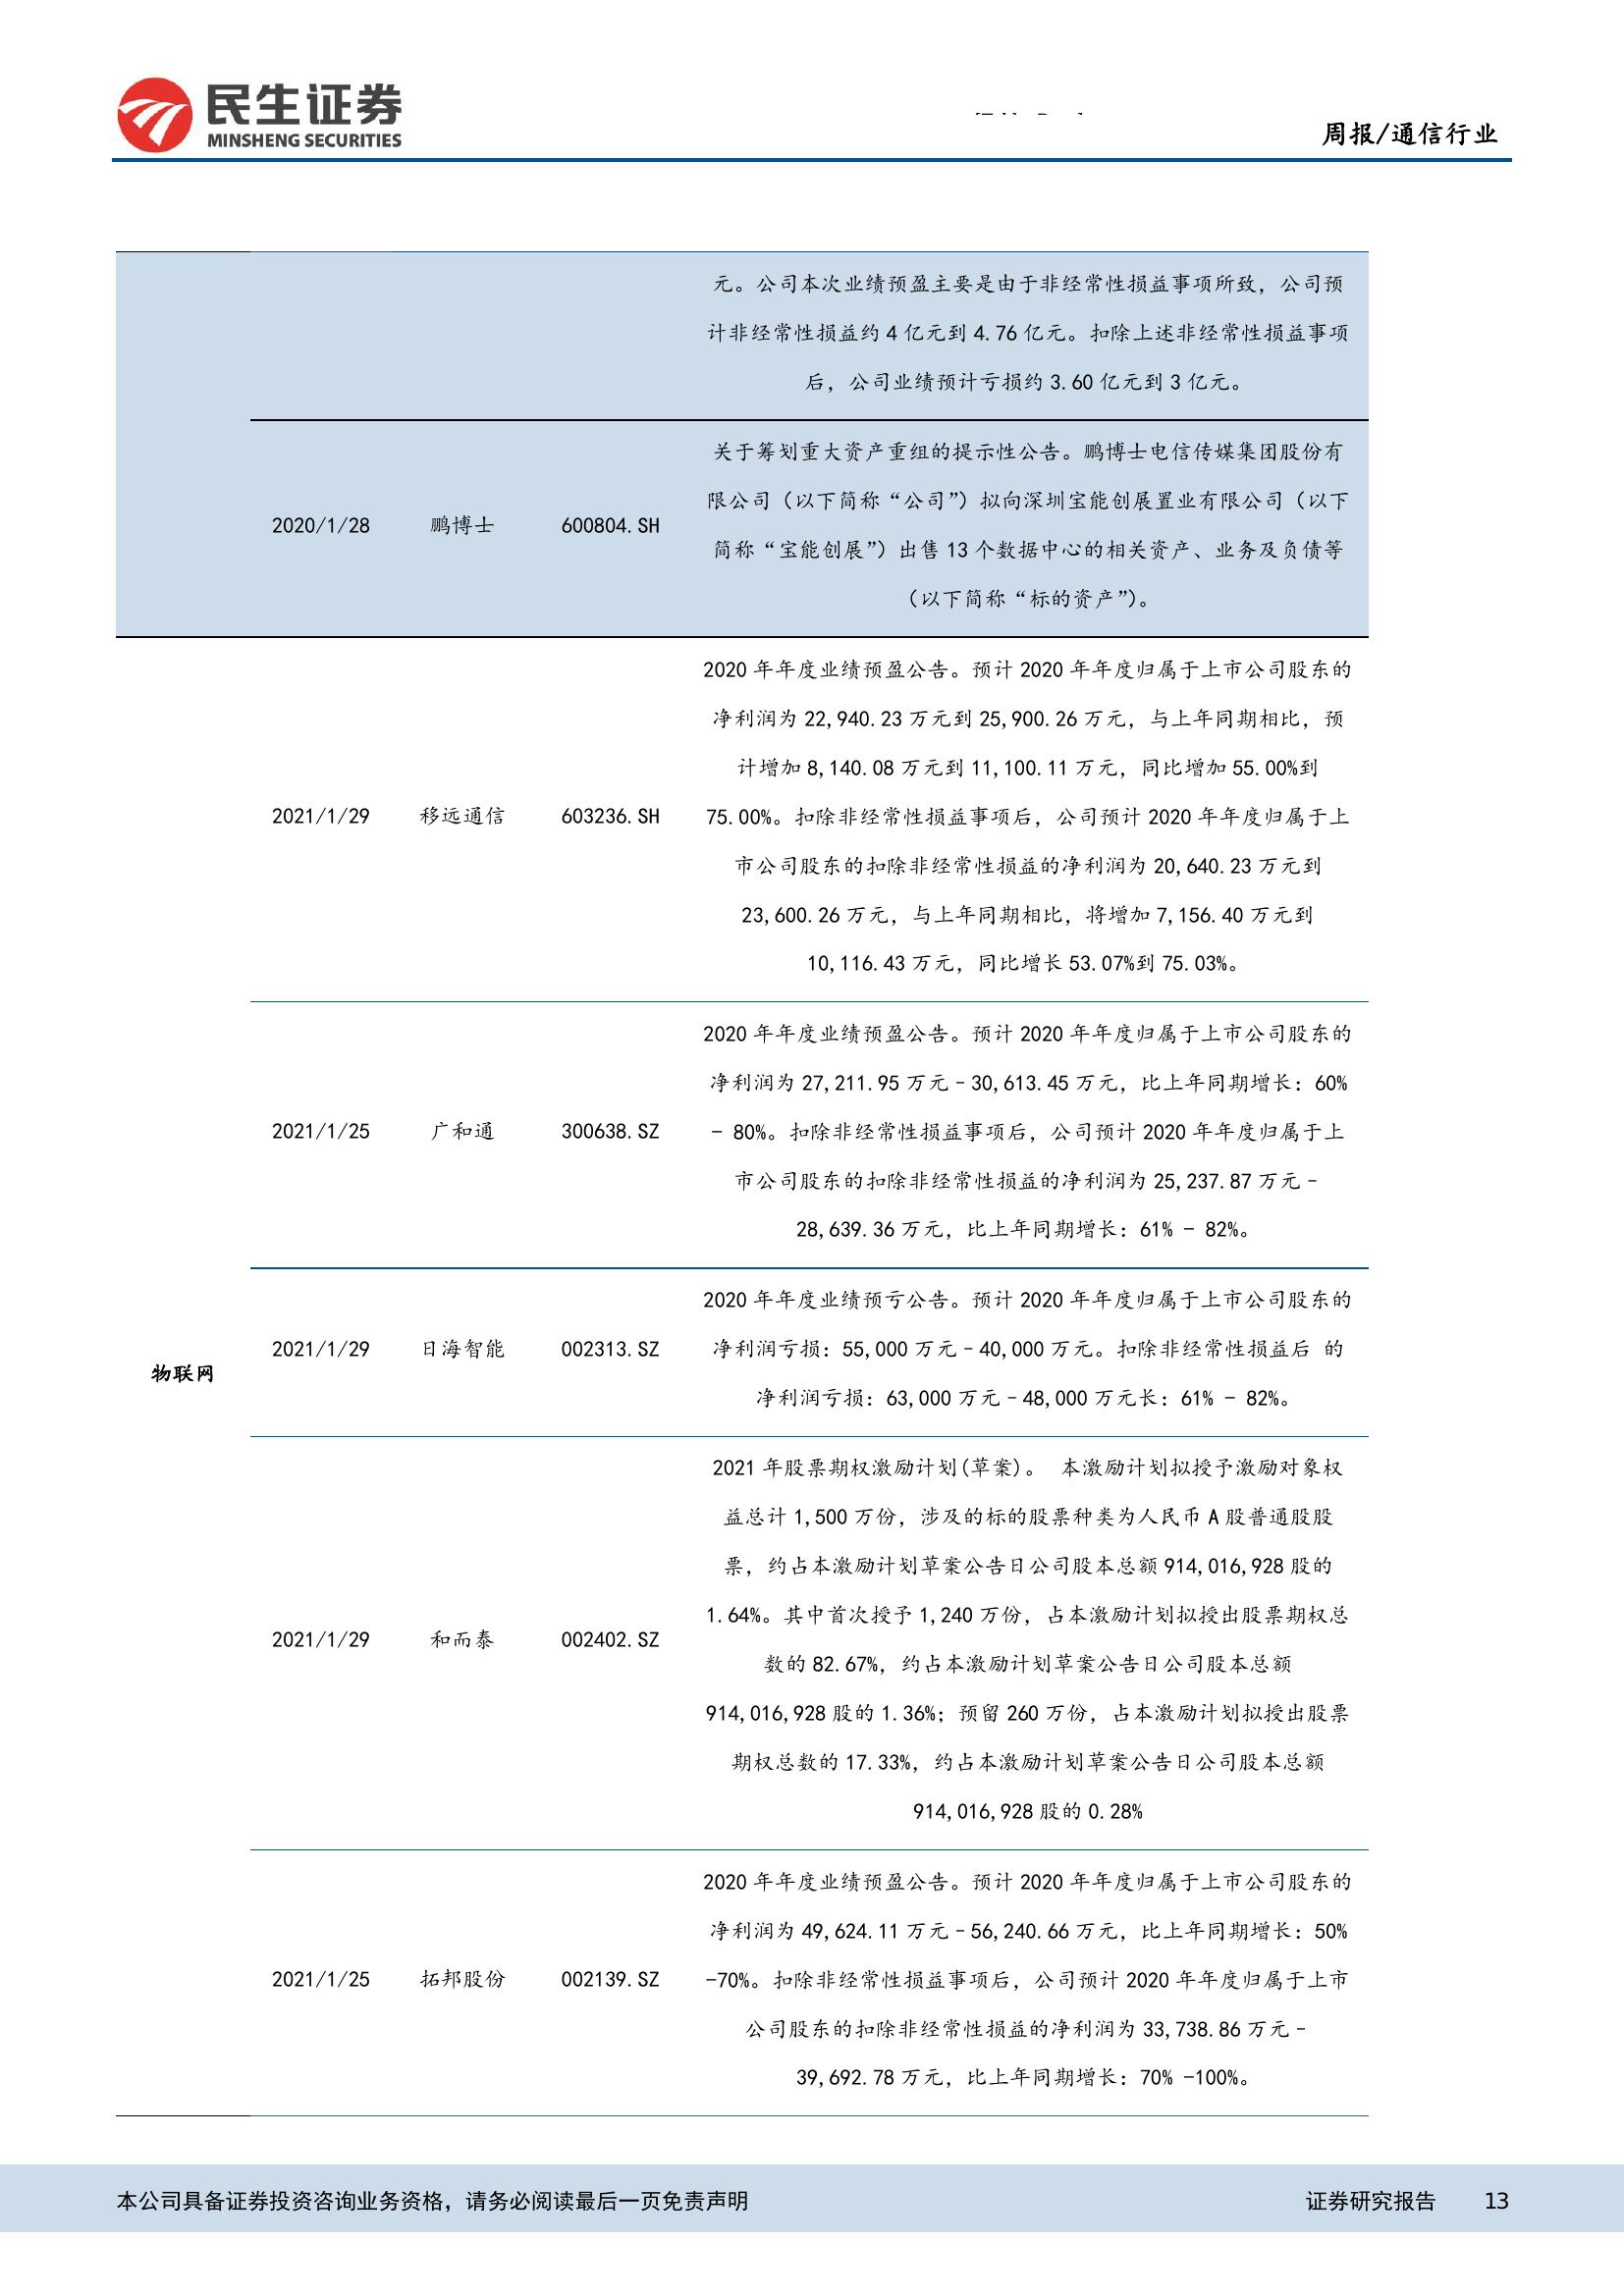 民生证券
MINSHENG SECURITIES
周报/通信行业
元。公司本次业绩预盈主要是由于非经常性损益事项所致，公司预
计非经常性损益约 4 亿元到 4.76 亿元。扣除上述非经常性损益事项
后，公司业绩预计亏损约 3.60 亿元到 3 亿元。
关于筹划重大资产重组的提示性公告。鹏博士电信传媒集团股份有
限公司（以下简称“公司”）拟向深圳宝能创展置业有限公司（以下
2020/1/28 鹏博士 600804.SH
简称“宝能创展”）出售 13 个数据中心的相关资产、业务及负债等
（以下简称“标的资产”）。
2020 年年度业绩预盈公告。预计 2020 年年度归属于上市公司股东的
净利润为 22,940.23 万元到 25,900.26 万元，与上年同期相比，预
计增加 8,140.08 万元到 11,100.11 万元，同比增加 55.00%到
2021/1/29 移远通信 603236.SH 75.00%。扣除非经常性损益事项后，公司预计 2020 年年度归属于上
市公司股东的扣除非经常性损益的净利润为 20,640.23 万元到
23,600.26 万元，与上年同期相比，将增加 7,156.40 万元到
10,116.43 万元，同比增长 53.07%到 75.03%。
2020 年年度业绩预盈公告。预计 2020 年年度归属于上市公司股东的
净利润为 27,211.95 万元–30,613.45 万元，比上年同期增长：60%
2021/1/25 广和通 300638.SZ - 80%。扣除非经常性损益事项后，公司预计 2020 年年度归属于上
市公司股东的扣除非经常性损益的净利润为 25,237.87 万元–
28,639.36 万元，比上年同期增长：61% - 82%。
2020 年年度业绩预亏公告。预计 2020 年年度归属于上市公司股东的
2021/1/29 日海智能 002313.SZ 净利润亏损：55,000 万元–40,000 万元。扣除非经常性损益后 的
物联网
净利润亏损：63,000 万元–48,000 万元长：61% - 82%。
2021 年股票期权激励计划(草案)。 本激励计划拟授予激励对象权
益总计 1,500 万份，涉及的标的股票种类为人民币 A 股普通股股
票，约占本激励计划草案公告日公司股本总额 914,016,928 股的
1.64%。其中首次授予 1,240 万份，占本激励计划拟授出股票期权总
2021/1/29 和而泰 002402.SZ
数的 82.67%，约占本激励计划草案公告日公司股本总额
914,016,928 股的 1.36%；预留 260 万份，占本激励计划拟授出股票
期权总数的 17.33%，约占本激励计划草案公告日公司股本总额
914,016,928 股的 0.28%
2020 年年度业绩预盈公告。预计 2020 年年度归属于上市公司股东的
净利润为 49,624.11 万元–56,240.66 万元，比上年同期增长：50%
2021/1/25 拓邦股份 002139.SZ -70%。扣除非经常性损益事项后，公司预计 2020 年年度归属于上市
公司股东的扣除非经常性损益的净利润为 33,738.86 万元–
39,692.78 万元，比上年同期增长：70% -100%。
本公司具备证券投资咨询业务资格，请务必阅读最后一页免责声明 证券研究报告 13